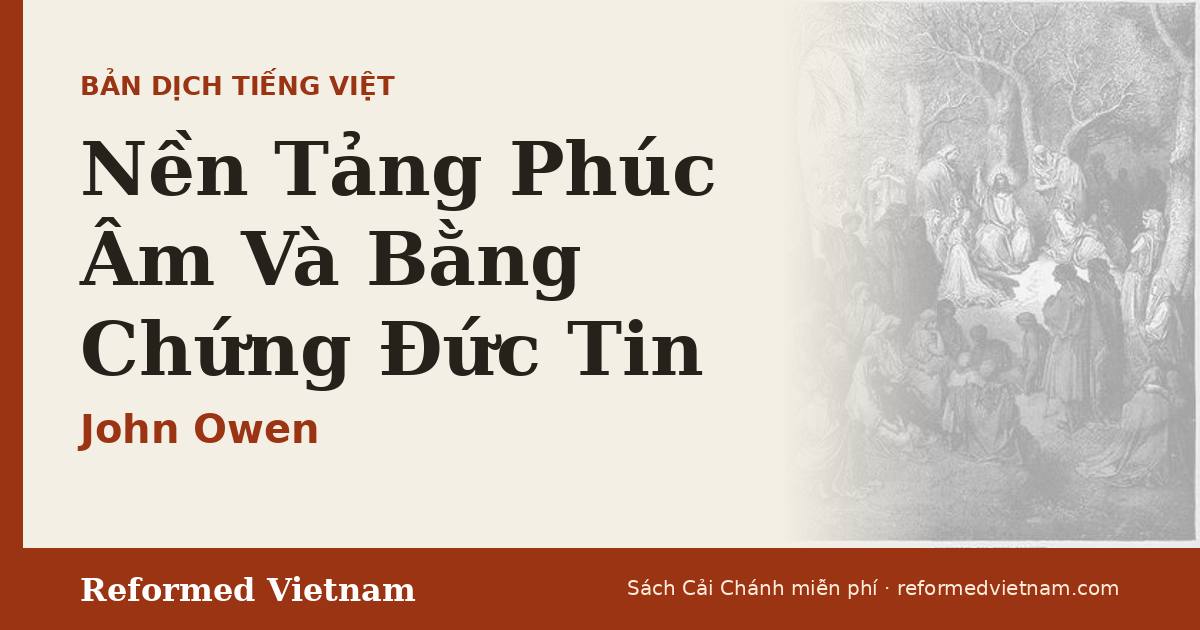 BẢN DỊCH TIẾNG VIỆT
Nền Tảng Phúc
Âm Và Bằng
Chứng Đức Tin
John Owen
Reformed Vietnam
Sách Cải Chánh miễn phí · reformedvietnam.com